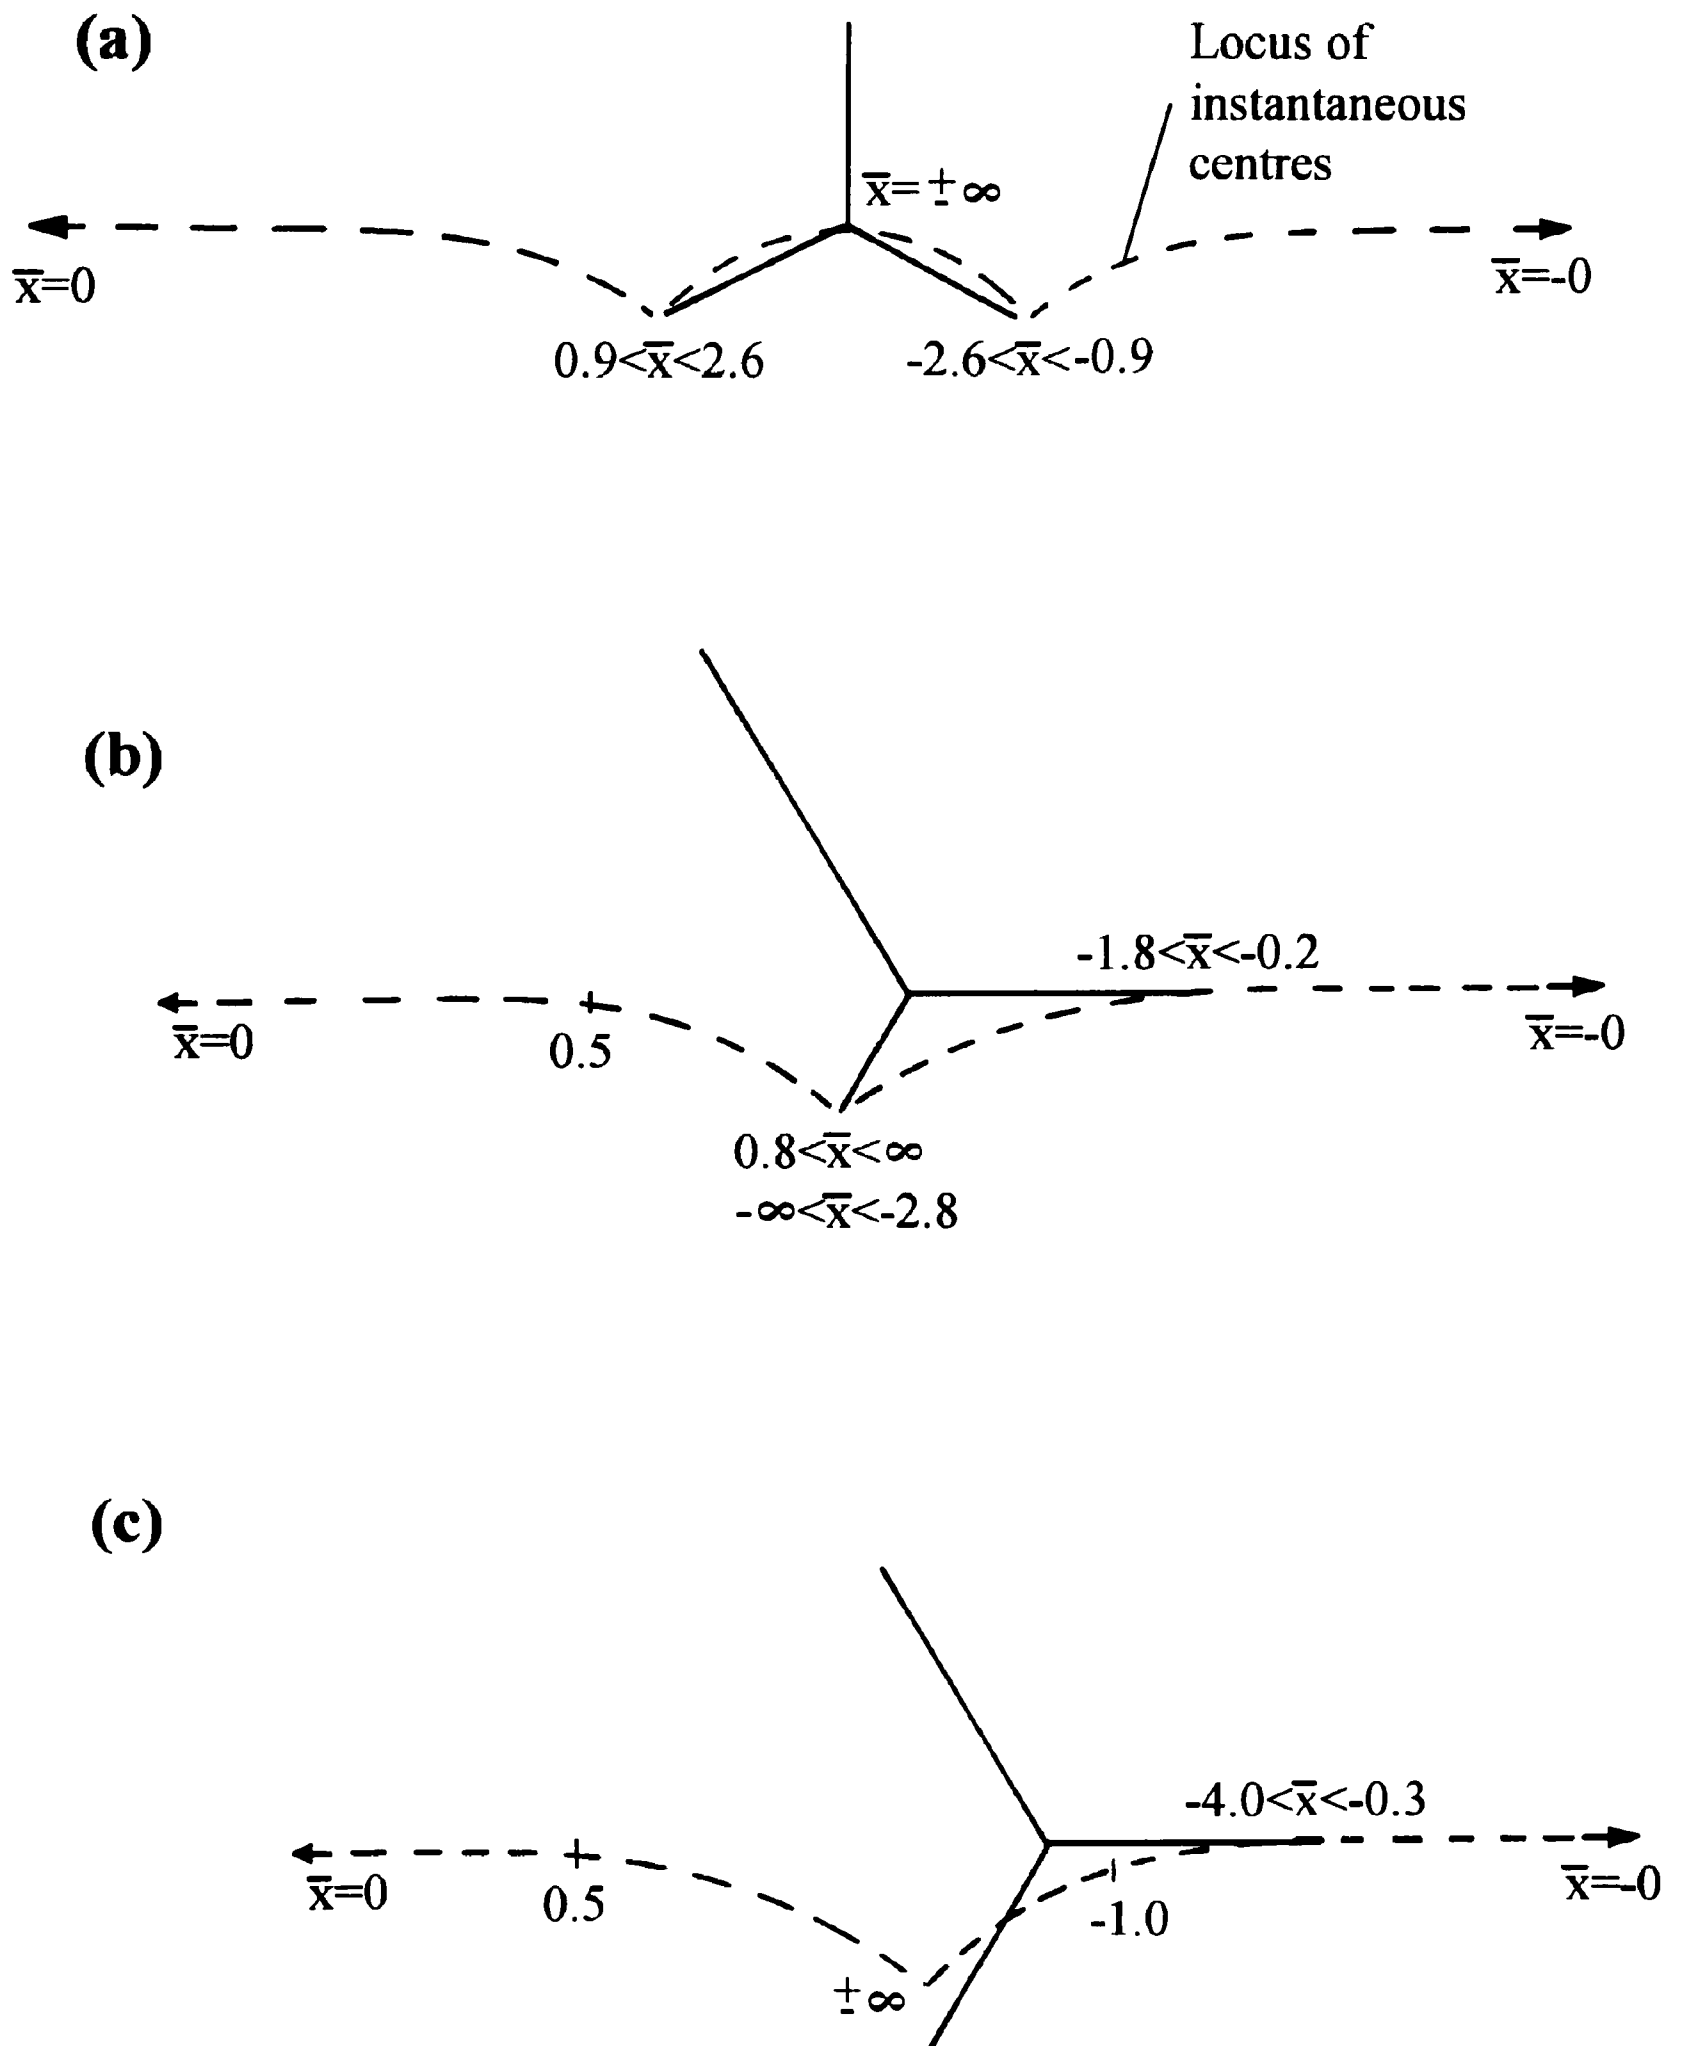 (a)
Locus of
instantaneous
centres
x̄=±∞
x̄=0
x̄=-0
0.9<x̄<2.6
-2.6<x̄<-0.9
(b)
-1.8<x̄<-0.2
x̄=0
0.5
x̄=-0
0.8<x̄<∞
-∞<x̄<-2.8
(c)
-4.0<x̄<-0.3
x̄=0
0.5
-1.0
x̄=-0
±∞